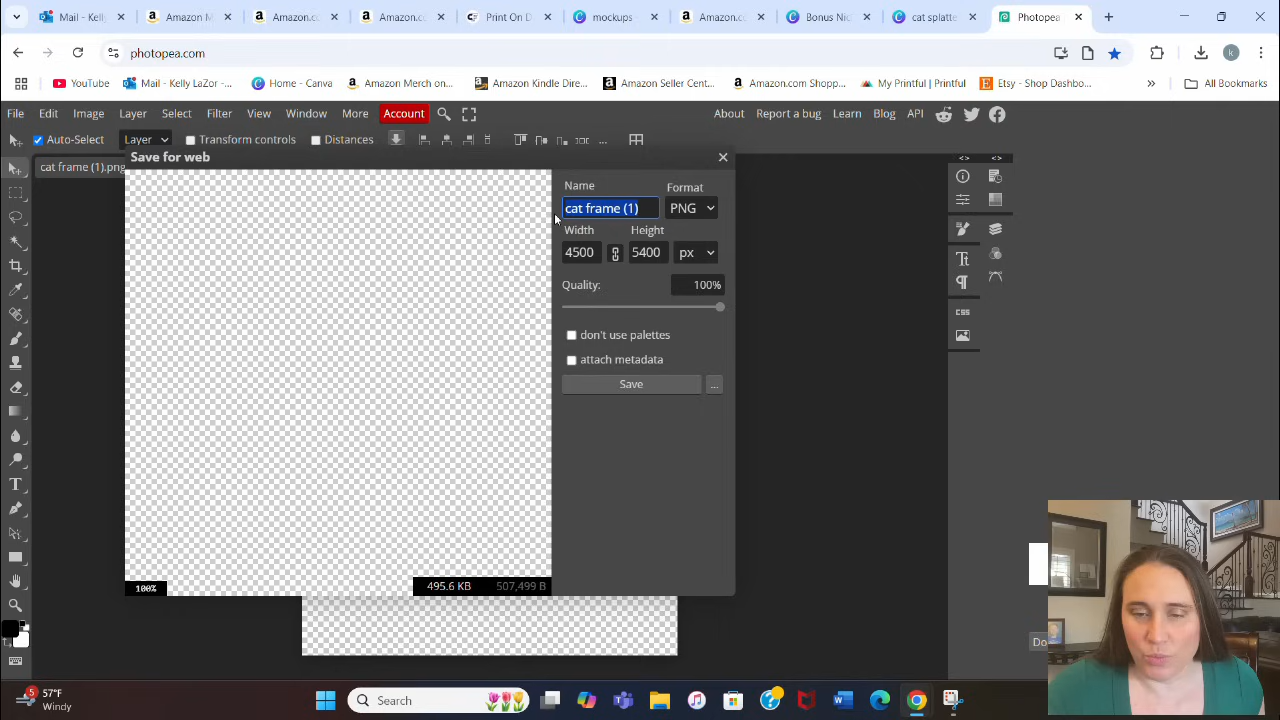 Mail - Kelly
Amazon M
Amazon.c
Amazon.co
Print On D
mockups
Amazon.c
Bonus Nic
cat splatte
Photopea
photopea.com
YouTube
Mail - Kelly LaZor -...
Home - Canva
Amazon Merch on...
Amazon Kindle Dire...
Amazon Seller Cent...
Amazon.com Shopp...
My Printful | Printful
Etsy - Shop Dashbo...
All Bookmarks
File Edit Image Layer Select Filter View Window More Account
About Report a bug Learn Blog API
Auto-Select Layer Transform controls Distances ...
cat frame (1).png
Save for web
Name Format
cat frame (1) PNG
Width Height
4500 5400 px
Quality: 100%
don't use palettes
attach metadata
Save ...
100% 495.6 KB 507,499 B
CSS
Do
5
57°F
Windy
Search